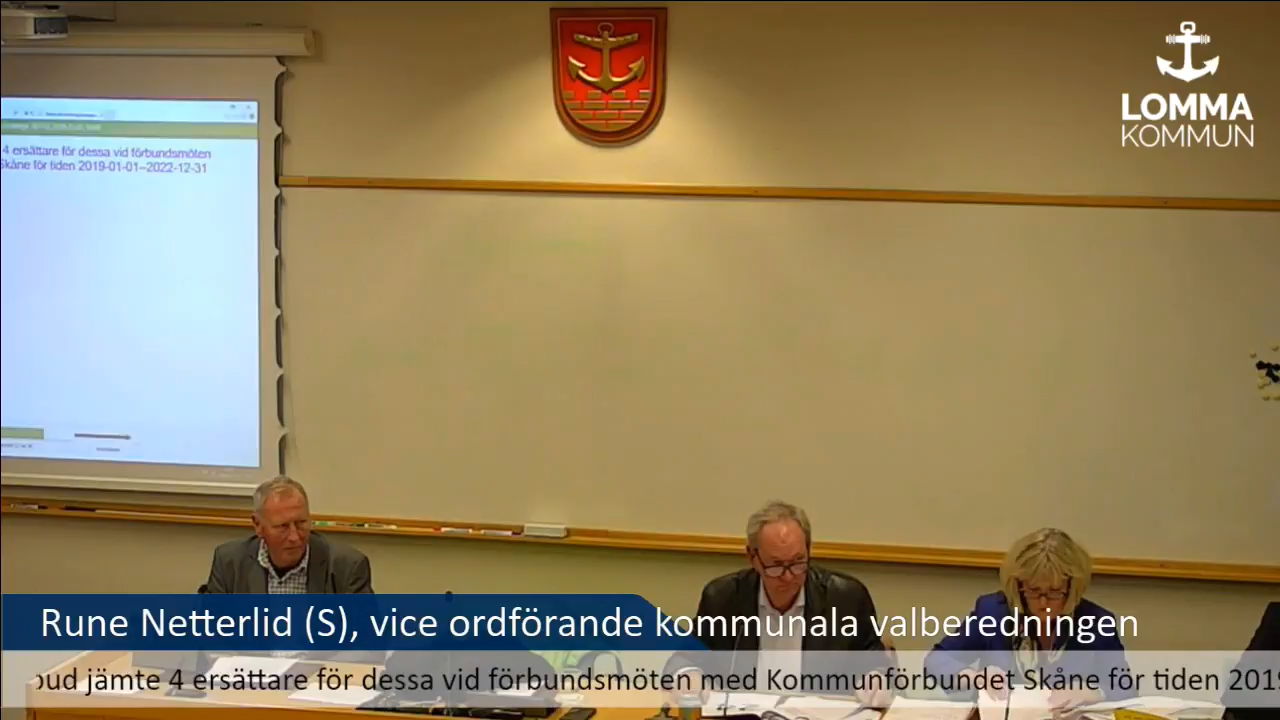 LOMMA
KOMMUN
4 ersättare för dessa vid förbundsmöten
Skåne för tiden 2019-01-01--2022-12-31
Rune Netterlid (S), vice ordförande kommunala valberedningen
oud jämte 4 ersättare för dessa vid förbundsmöten med Kommunförbundet Skåne för tiden 2019